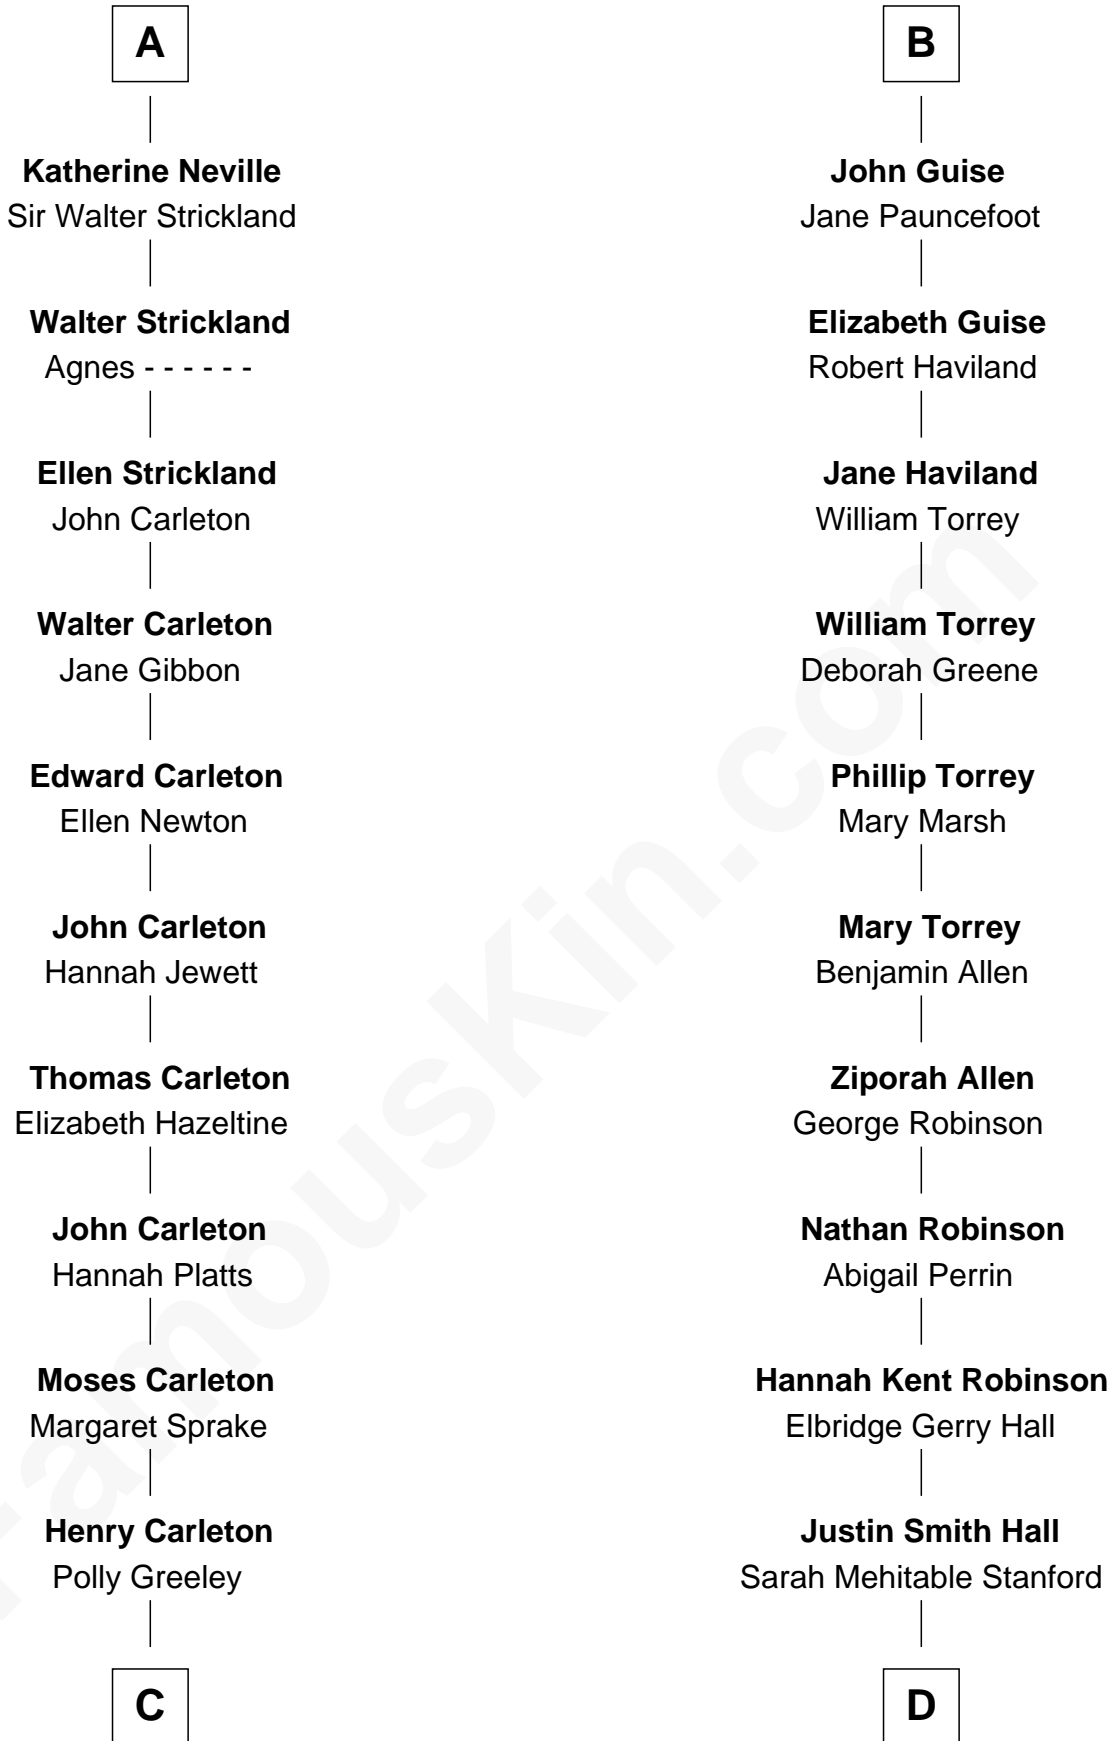 A
Katherine Neville
Sir Walter Strickland
Walter Strickland
Agnes - - - - - -
Ellen Strickland
John Carleton
Walter Carleton
Jane Gibbon
Edward Carleton
Ellen Newton
John Carleton
Hannah Jewett
Thomas Carleton
Elizabeth Hazeltine
John Carleton
Hannah Platts
Moses Carleton
Margaret Sprake
Henry Carleton
Polly Greeley
C
B
John Guise
Jane Pauncefoot
Elizabeth Guise
Robert Haviland
Jane Haviland
William Torrey
William Torrey
Deborah Greene
Phillip Torrey
Mary Marsh
Mary Torrey
Benjamin Allen
Ziporah Allen
George Robinson
Nathan Robinson
Abigail Perrin
Hannah Kent Robinson
Elbridge Gerry Hall
Justin Smith Hall
Sarah Mehitable Stanford
D
FamousKin.com